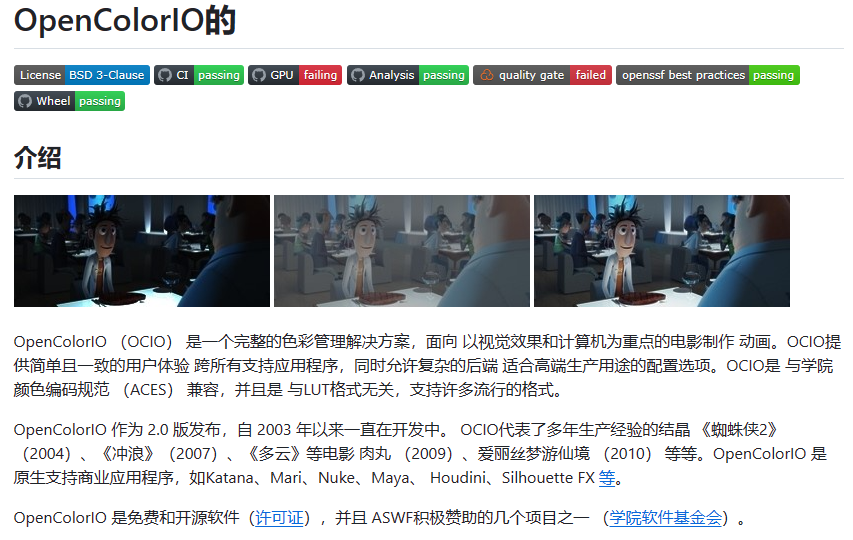 OpenColorIO的
License BSD 3-Clause CI passing GPU failing Analysis passing quality gate failed openssf best practices passing
Wheel passing
介绍
OpenColorIO （OCIO） 是一个完整的色彩管理解决方案，面向 以视觉效果和计算机为重点的电影制作 动画。OCIO提
供简单且一致的用户体验 跨所有支持应用程序，同时允许复杂的后端 适合高端生产用途的配置选项。OCIO是 与学院
颜色编码规范 （ACES） 兼容，并且是 与LUT格式无关，支持许多流行的格式。
OpenColorIO 作为 2.0 版发布，自 2003 年以来一直在开发中。 OCIO代表了多年生产经验的结晶 《蜘蛛侠2》
（2004）、《冲浪》（2007）、《多云》等电影 肉丸 （2009）、爱丽丝梦游仙境 （2010） 等等。OpenColorIO 是
原生支持商业应用程序，如Katana、Mari、Nuke、Maya、 Houdini、Silhouette FX 等。
OpenColorIO 是免费和开源软件（许可证），并且 ASWF积极赞助的几个项目之一 （学院软件基金会）。